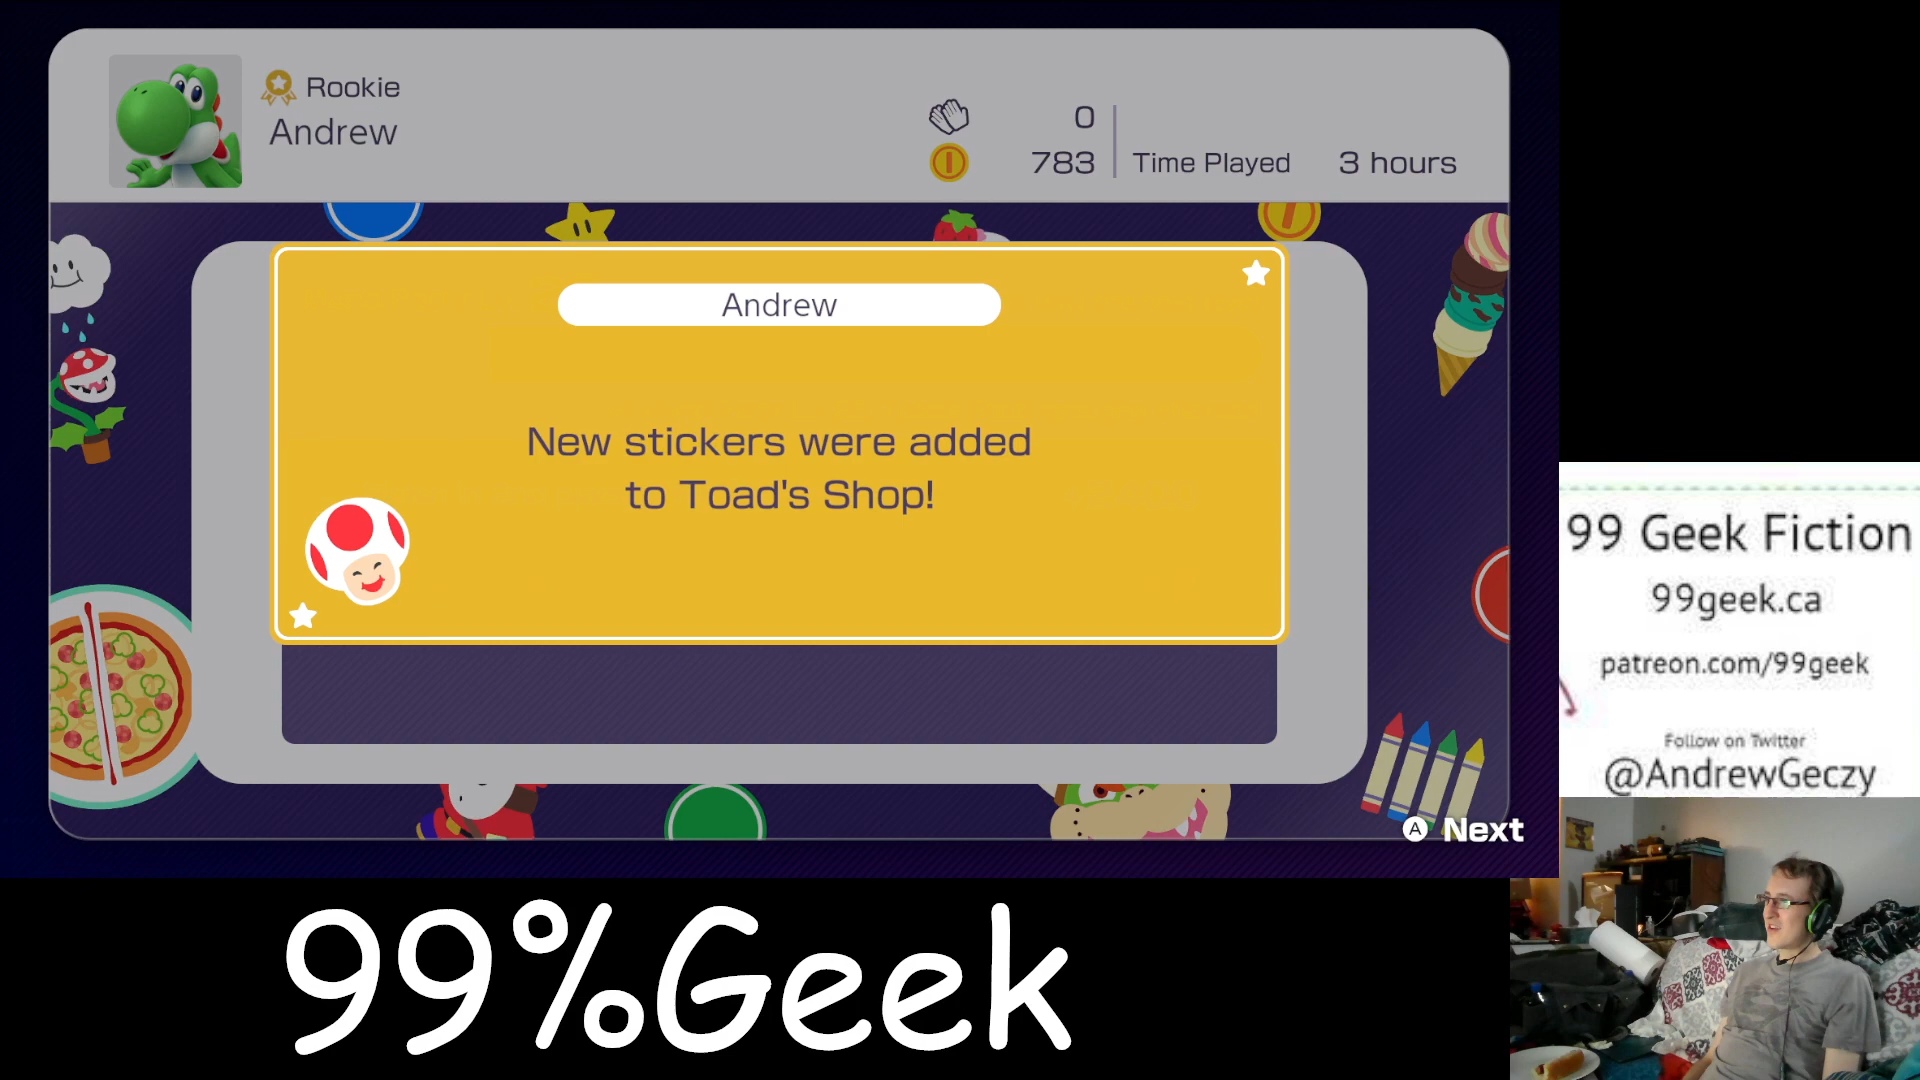 Rookie
Andrew
0
783
Time Played 3 hours
Andrew
New stickers were added
to Toad's Shop!
A Next
99 Geek Fiction
99geek.ca
patreon.com/99geek
Follow on Twitter
@AndrewGeczy
99%Geek